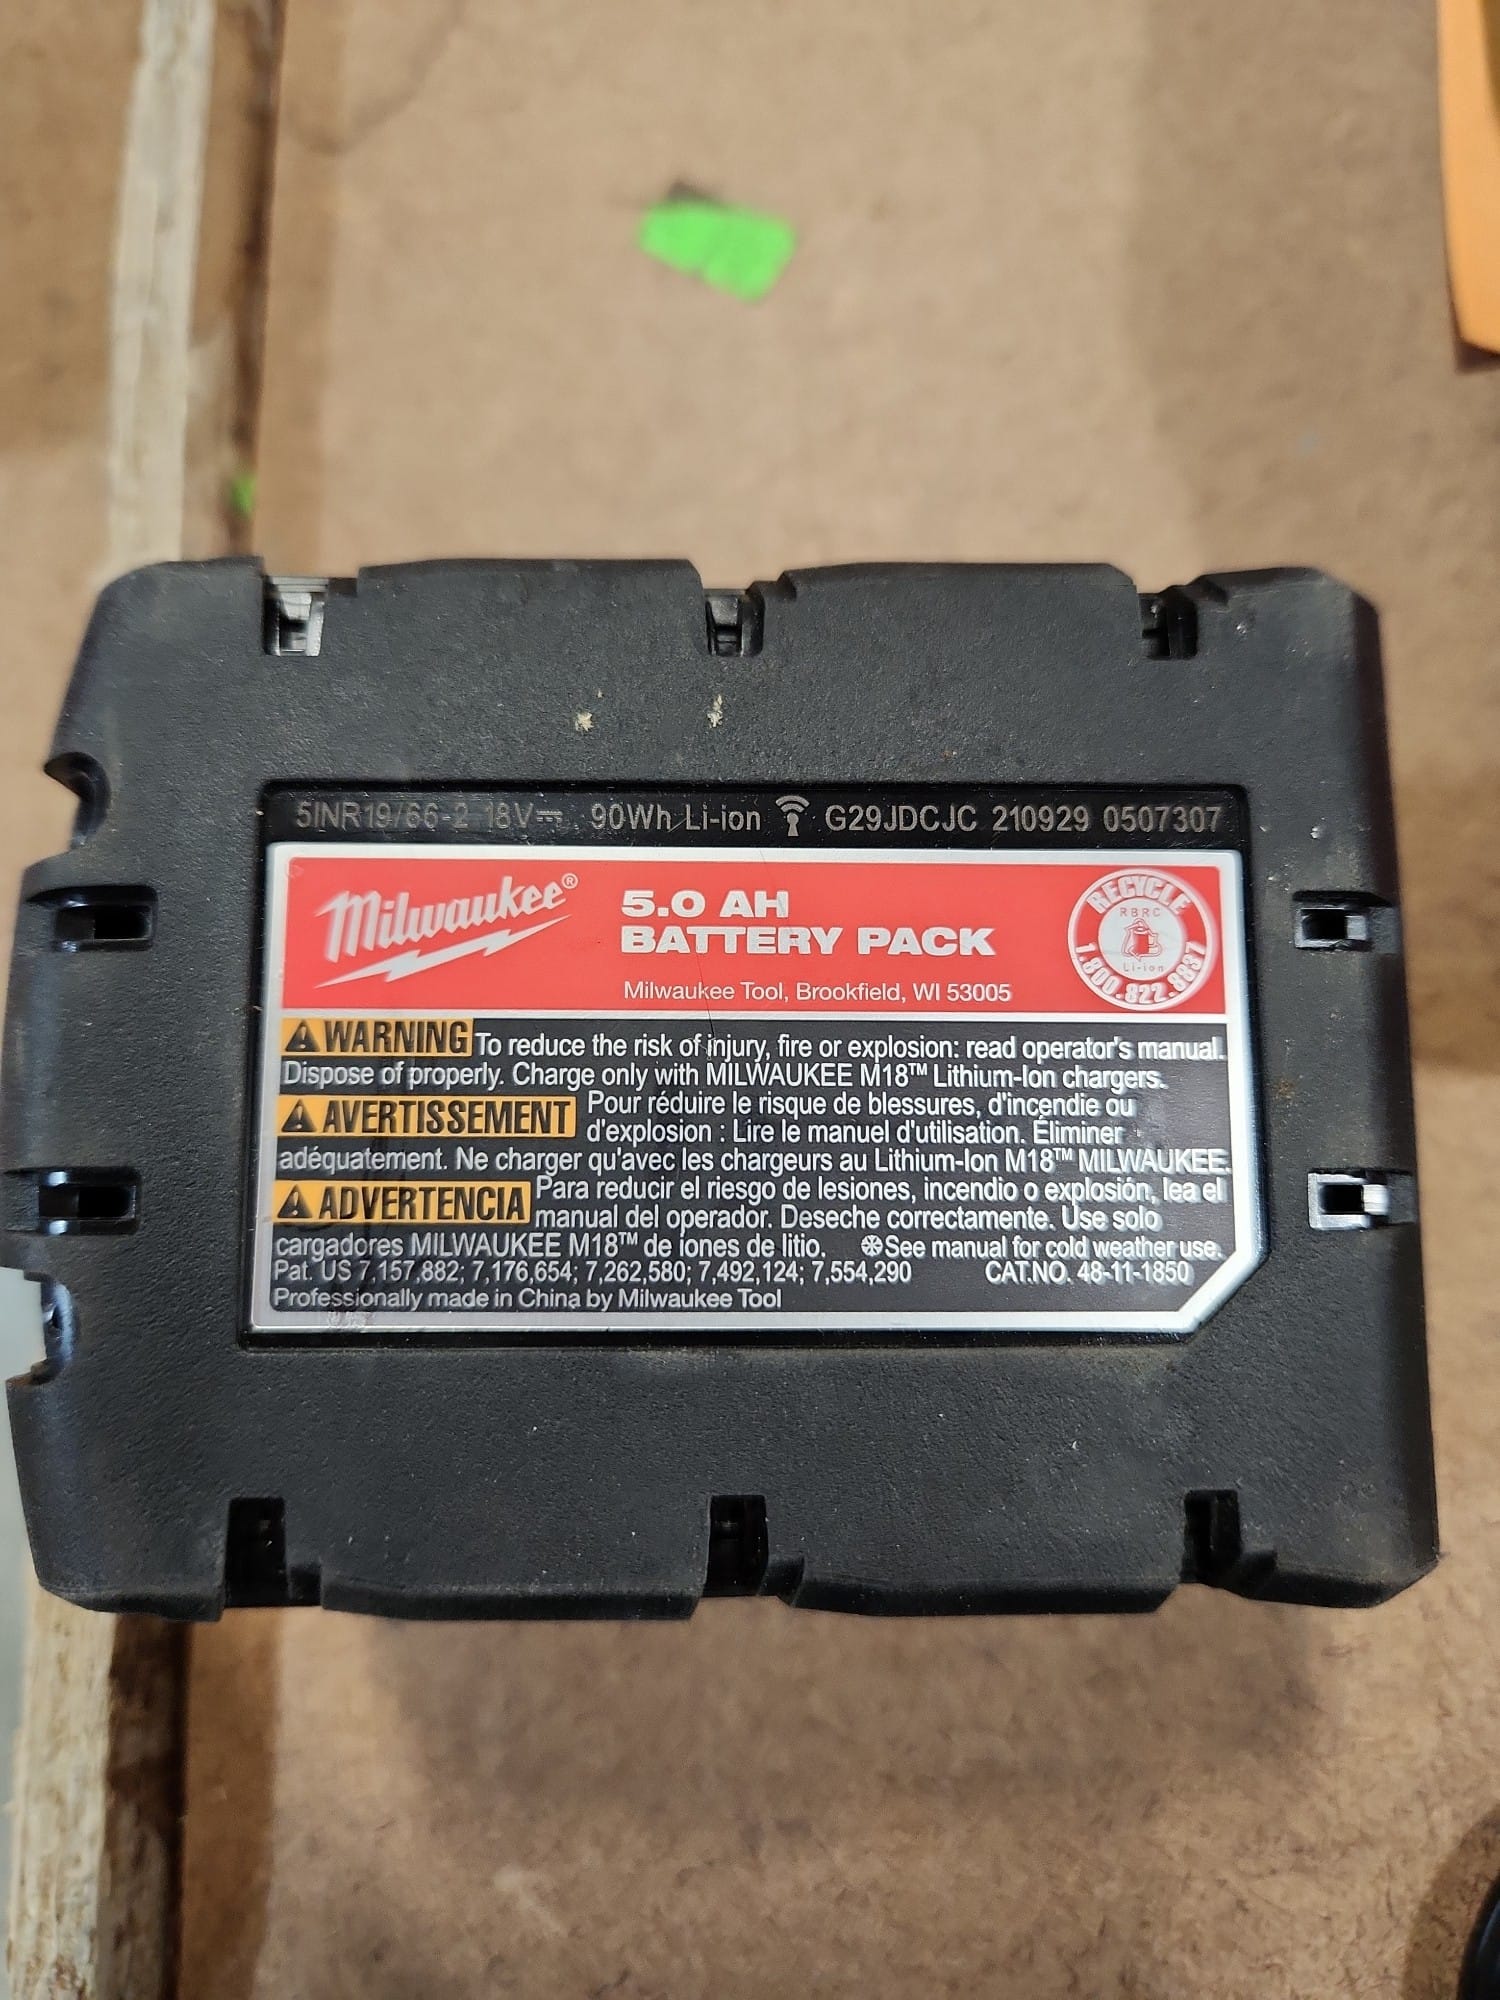 5INR19/66-2 18V⎓ 90Wh Li-ion G29JDCJC 210929 0507307
Milwaukee®
5.0 AH
BATTERY PACK
Milwaukee Tool, Brookfield, WI 53005
RECYCLE
RBRC
Li-ion
1.800.822.8837
⚠WARNING To reduce the risk of injury, fire or explosion: read operator's manual.
Dispose of properly. Charge only with MILWAUKEE M18™ Lithium-Ion chargers.
⚠AVERTISSEMENT Pour réduire le risque de blessures, d'incendie ou
d'explosion : Lire le manuel d'utilisation. Éliminer
adéquatement. Ne charger qu'avec les chargeurs au Lithium-Ion M18™ MILWAUKEE.
⚠ADVERTENCIA Para reducir el riesgo de lesiones, incendio o explosión, lea el
manual del operador. Deseche correctamente. Use solo
cargadores MILWAUKEE M18™ de iones de litio. ❄See manual for cold weather use.
Pat. US 7,157,882; 7,176,654; 7,262,580; 7,492,124; 7,554,290 CAT.NO. 48-11-1850
Professionally made in China by Milwaukee Tool